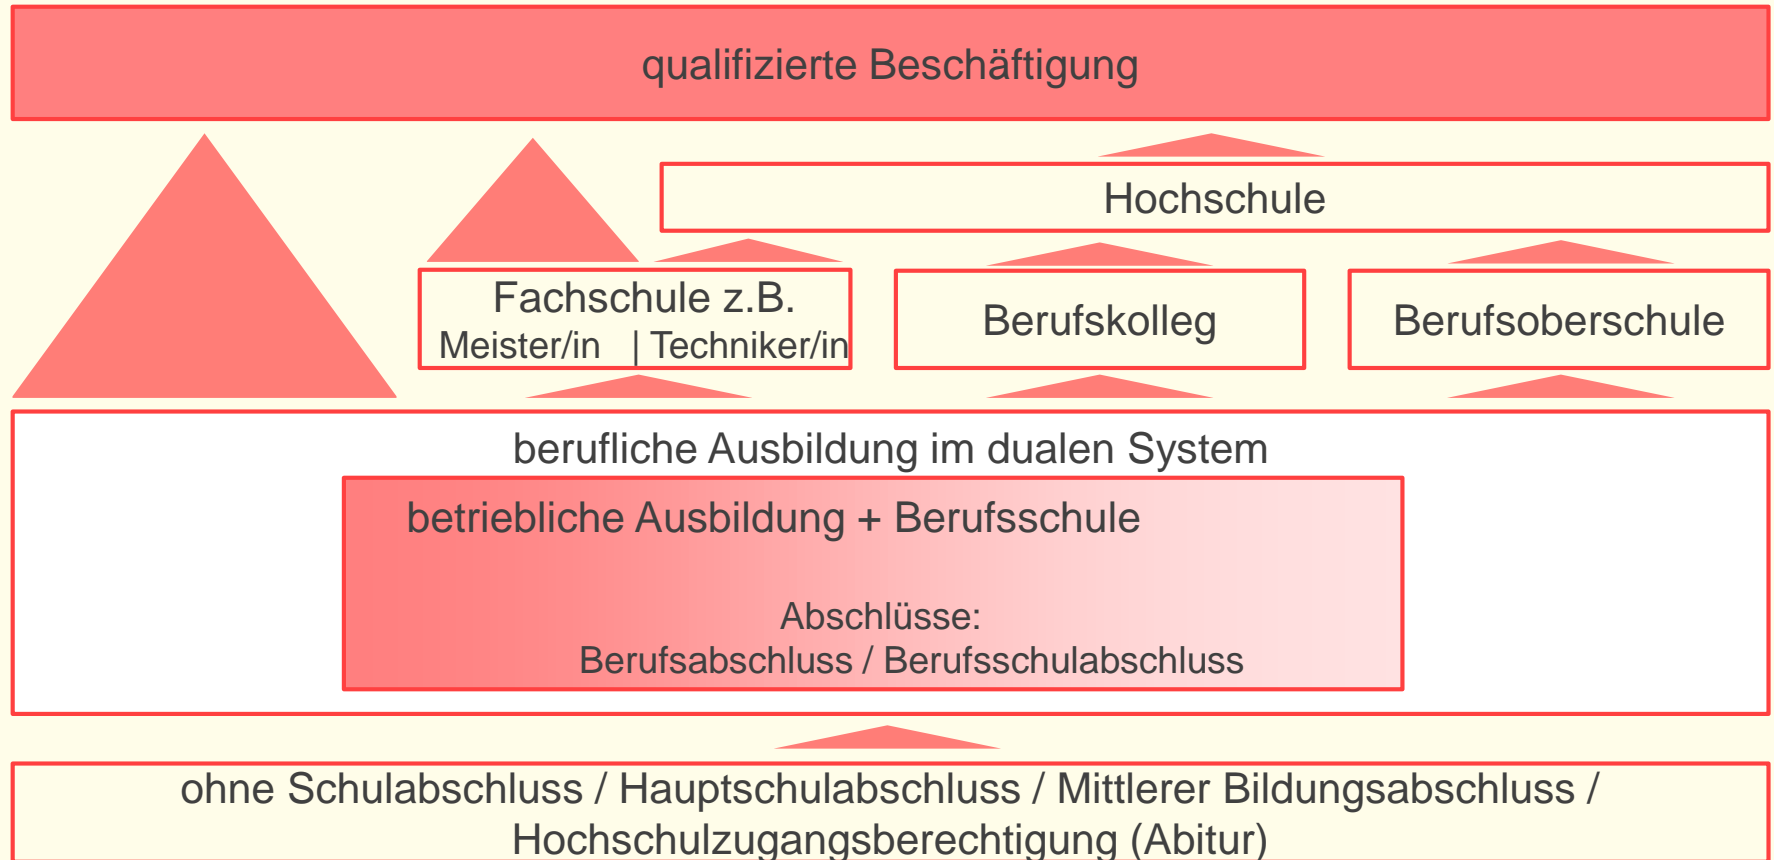 qualifizierte Beschäftigung
Hochschule
Fachschule z.B.
Meister/in | Techniker/in
Berufskolleg
Berufsoberschule
berufliche Ausbildung im dualen System
betriebliche Ausbildung + Berufsschule
Abschlüsse:
Berufsabschluss / Berufsschulabschluss
ohne Schulabschluss / Hauptschulabschluss / Mittlerer Bildungsabschluss /
Hochschulzugangsberechtigung (Abitur)